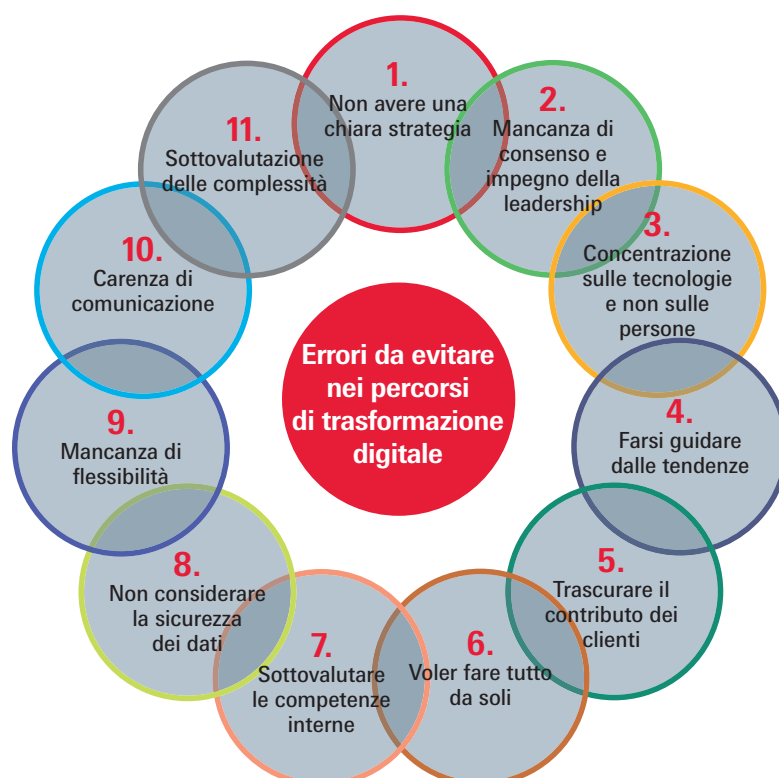 1.
Non avere una
chiara strategia
2.
Mancanza di
consenso e
impegno della
leadership
3.
Concentrazione
sulle tecnologie
e non sulle
persone
4.
Farsi guidare
dalle tendenze
5.
Trascurare il
contributo dei
clienti
6.
Voler fare tutto
da soli
7.
Sottovalutare
le competenze
interne
8.
Non considerare
la sicurezza
dei dati
9.
Mancanza di
flessibilità
10.
Carenza di
comunicazione
11.
Sottovalutazione
delle complessità
Errori da evitare
nei percorsi
di trasformazione
digitale